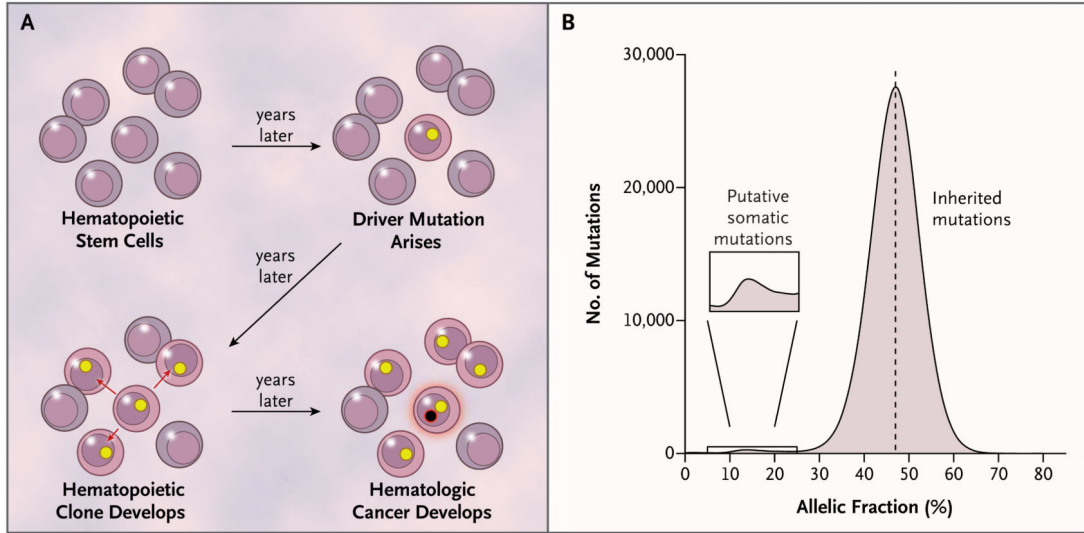 A
years
later
Hematopoietic
Stem Cells
Driver Mutation
Arises
years
later
years
later
Hematopoietic
Clone Develops
Hematologic
Cancer Develops
B
30,000
20,000
10,000
0
No. of Mutations
Putative
somatic
mutations
Inherited
mutations
0 10 20 30 40 50 60 70 80
Allelic Fraction (%)